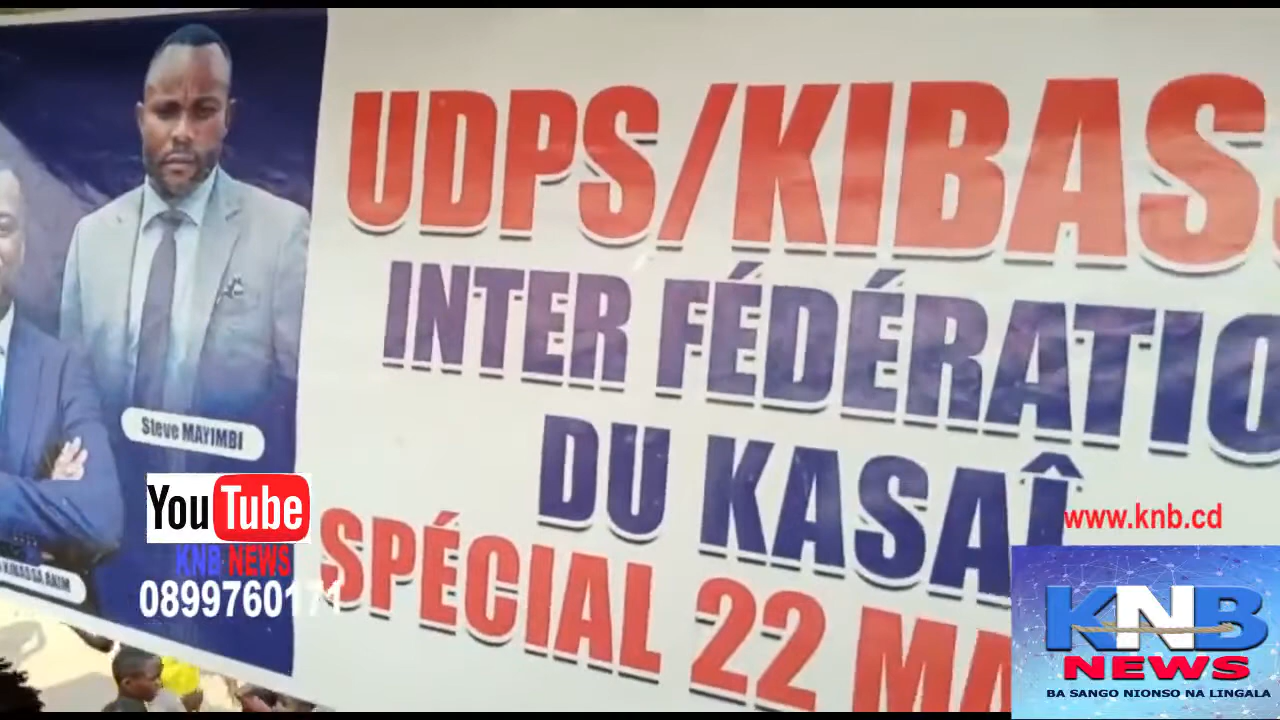 UDPS/KIBAS
INTER FÉDÉRATIO
DU KASAÎ
SPÉCIAL 22 MA
Steve MAYIMBI
YouTube
KNB NEWS
0899760171
www.knb.cd
KNB
NEWS
BA SANGO NIONSO NA LINGALA